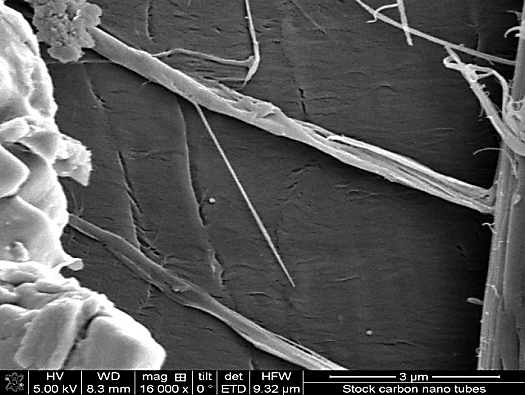 HV WD mag tilt det HFW 3 µm
5.00 kV 8.3 mm 16 000 x 0 ° ETD 9.32 µm Stock carbon nano tubes